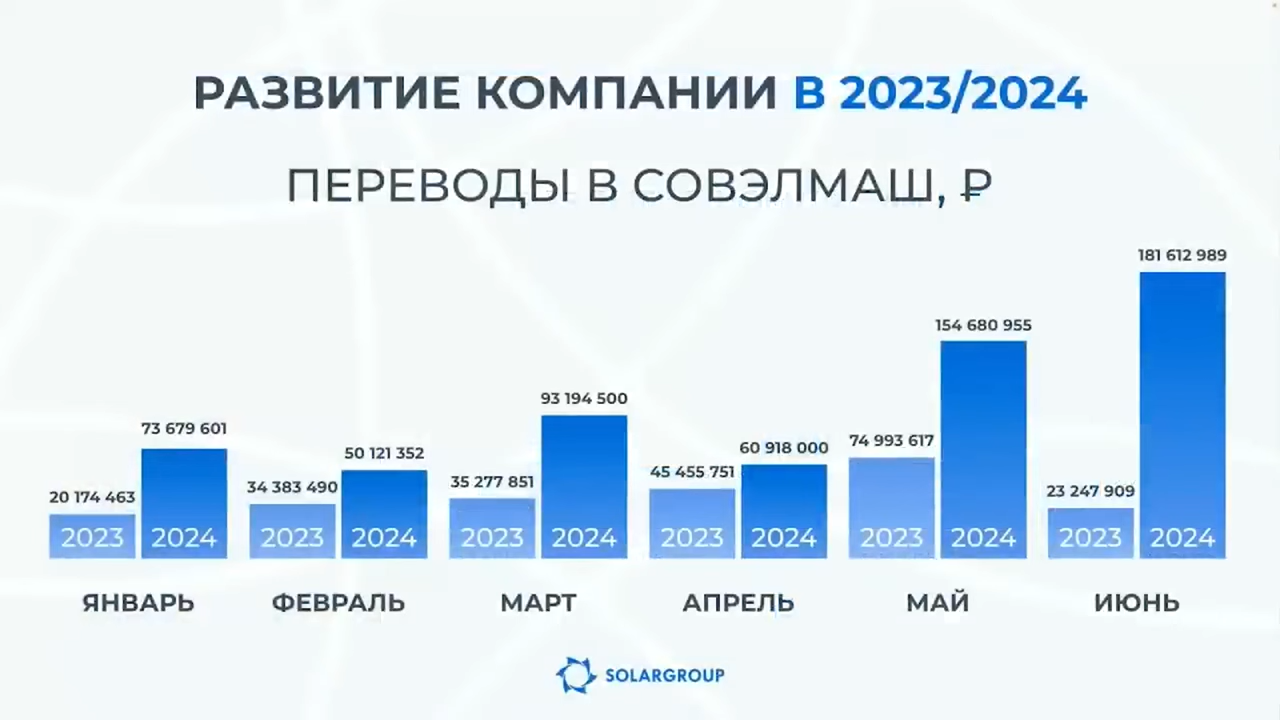 РАЗВИТИЕ КОМПАНИИ В 2023/2024
ПЕРЕВОДЫ В СОВЭЛМАШ, ₽
20 174 463
73 679 601
34 383 490
50 121 352
35 277 851
93 194 500
45 455 751
60 918 000
74 993 617
154 680 955
23 247 909
181 612 989
2023 2024 2023 2024 2023 2024 2023 2024 2023 2024 2023 2024
ЯНВАРЬ ФЕВРАЛЬ МАРТ АПРЕЛЬ МАЙ ИЮНЬ
SOLARGROUP